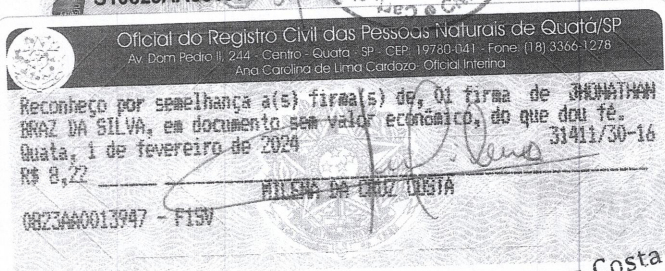 Oficial do Registro Civil das Pessoas Naturais de Quatá/SP
Av. Dom Pedro II, 244 - Centro - Quata - SP - CEP. 19780-041 - Fone: (18) 3366-1278
Ana Carolina de Lima Cardozo- Oficial Interina
Reconheço por semelhança a(s) firma(s) de, 01 firma de JHONATHAN
BRAZ DA SILVA, em documento sem valor econômico, do que dou fé.
Quata, 1 de fevereiro de 2024 31411/30-16
R$ 8,22
MILENA DA CRUZ COSTA
0823AA0013947 - F1SV
Costa